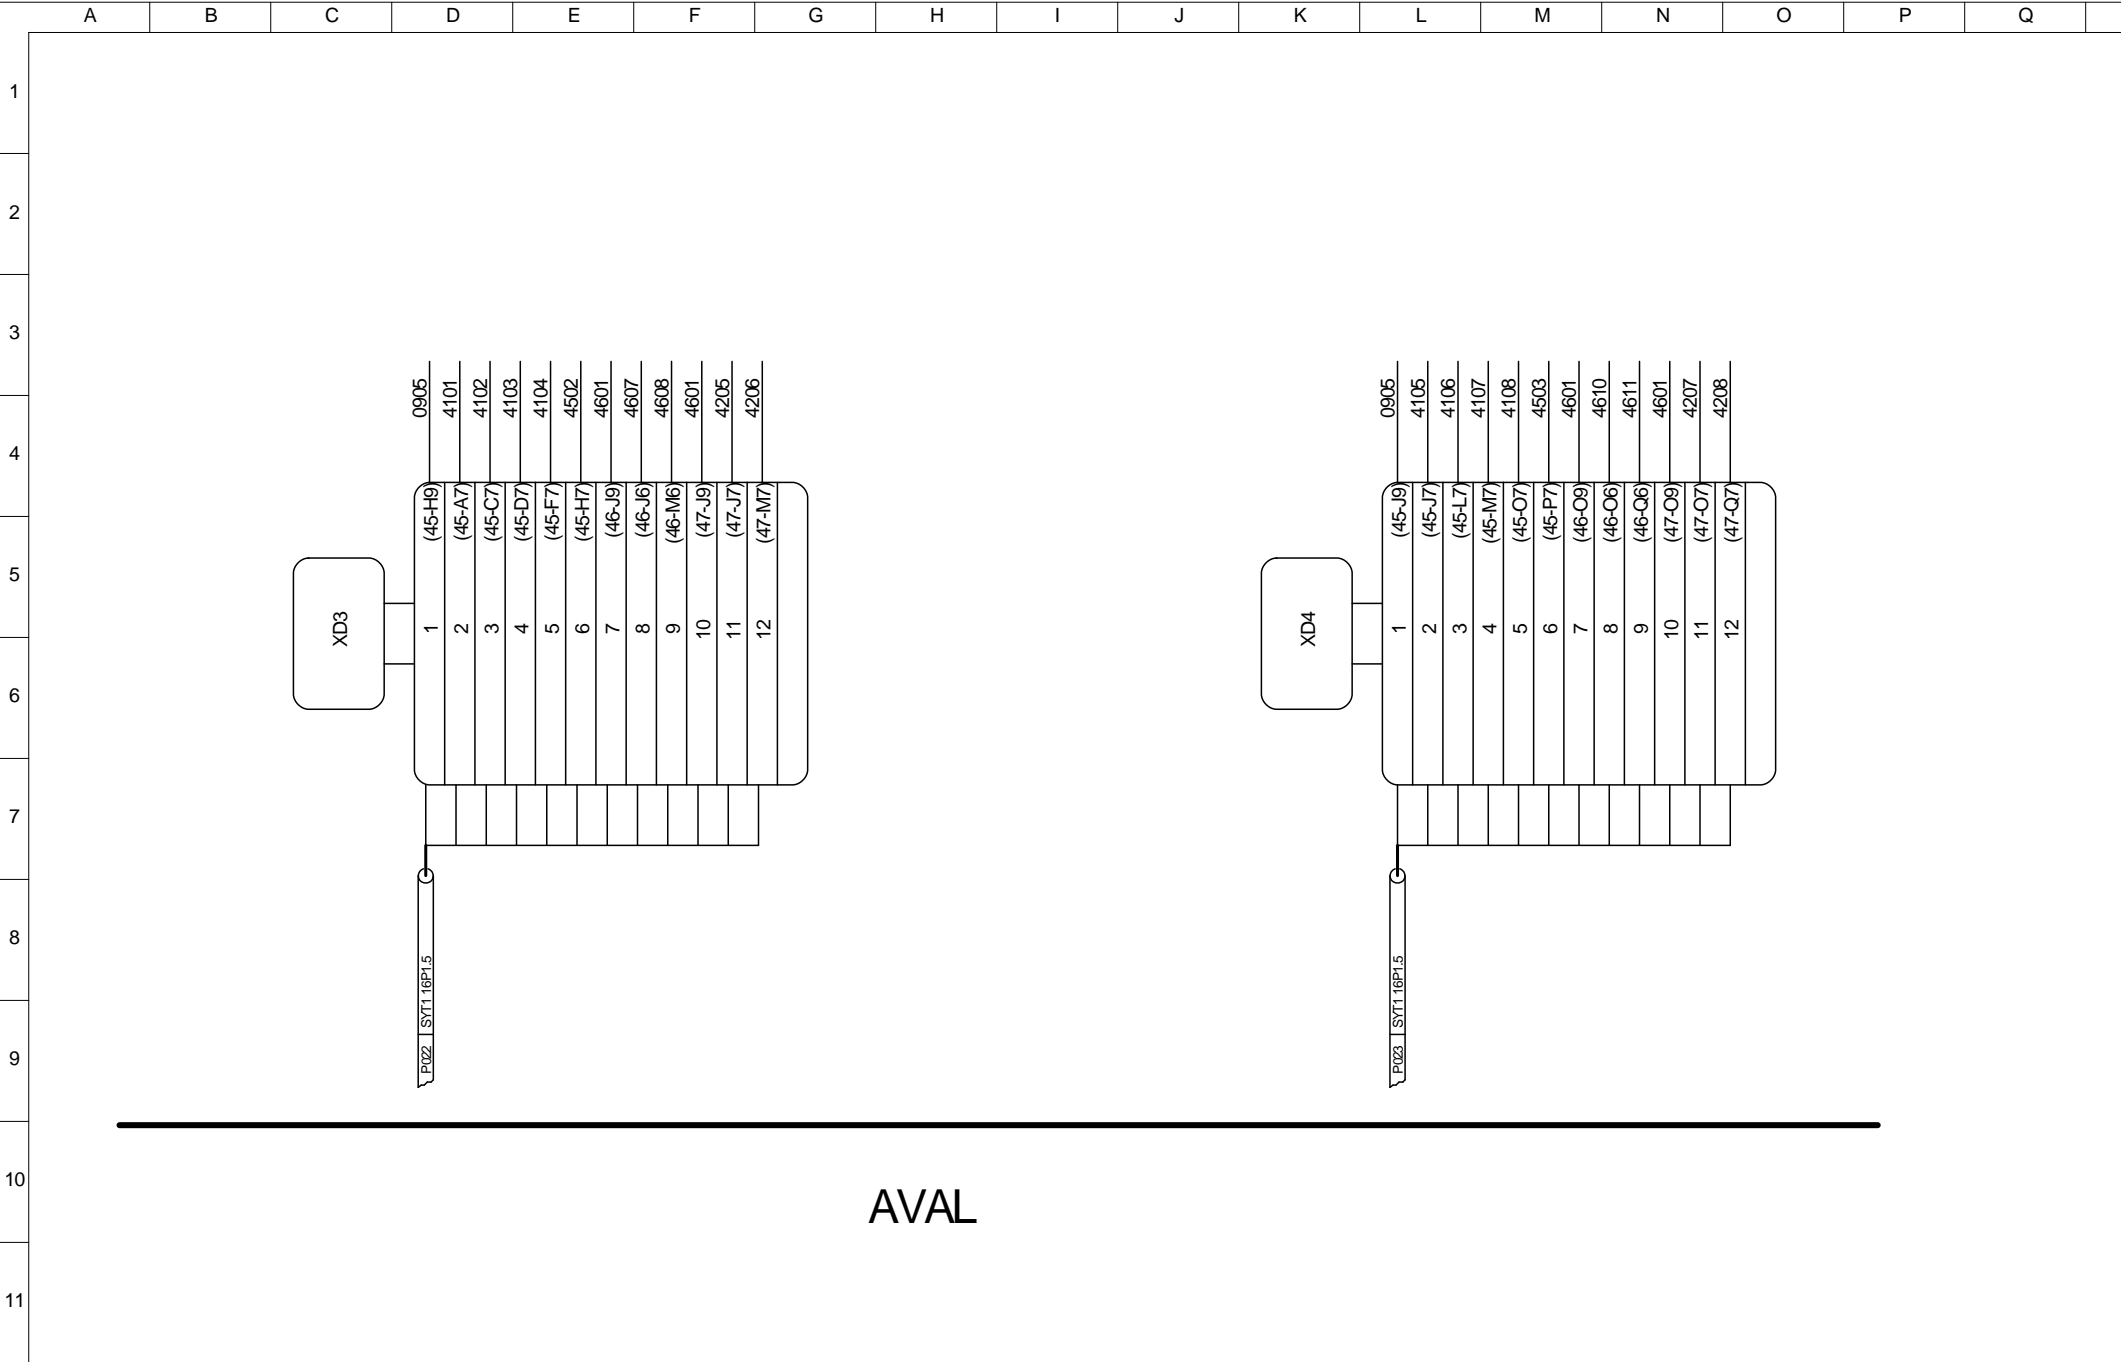 A B C D E F G H I J K L M N O P Q
1
2
3
4
5
6
7
8
9
10
11
0905 4101 4102 4103 4104 4502 4601 4607 4608 4601 4205 4206
(45-H9) (45-A7) (45-C7) (45-D7) (45-F7) (45-H7) (46-J9) (46-J6) (46-M6) (47-J9) (47-J7) (47-M7)
XD3
1 2 3 4 5 6 7 8 9 10 11 12
P022 SYT1 16P1.5
0905 4105 4106 4107 4108 4503 4601 4610 4611 4601 4207 4208
(45-J9) (45-J7) (45-L7) (45-M7) (45-O7) (45-P7) (46-O9) (46-O6) (46-Q6) (47-O9) (47-O7) (47-Q7)
XD4
1 2 3 4 5 6 7 8 9 10 11 12
P023 SYT1 16P1.5
AVAL